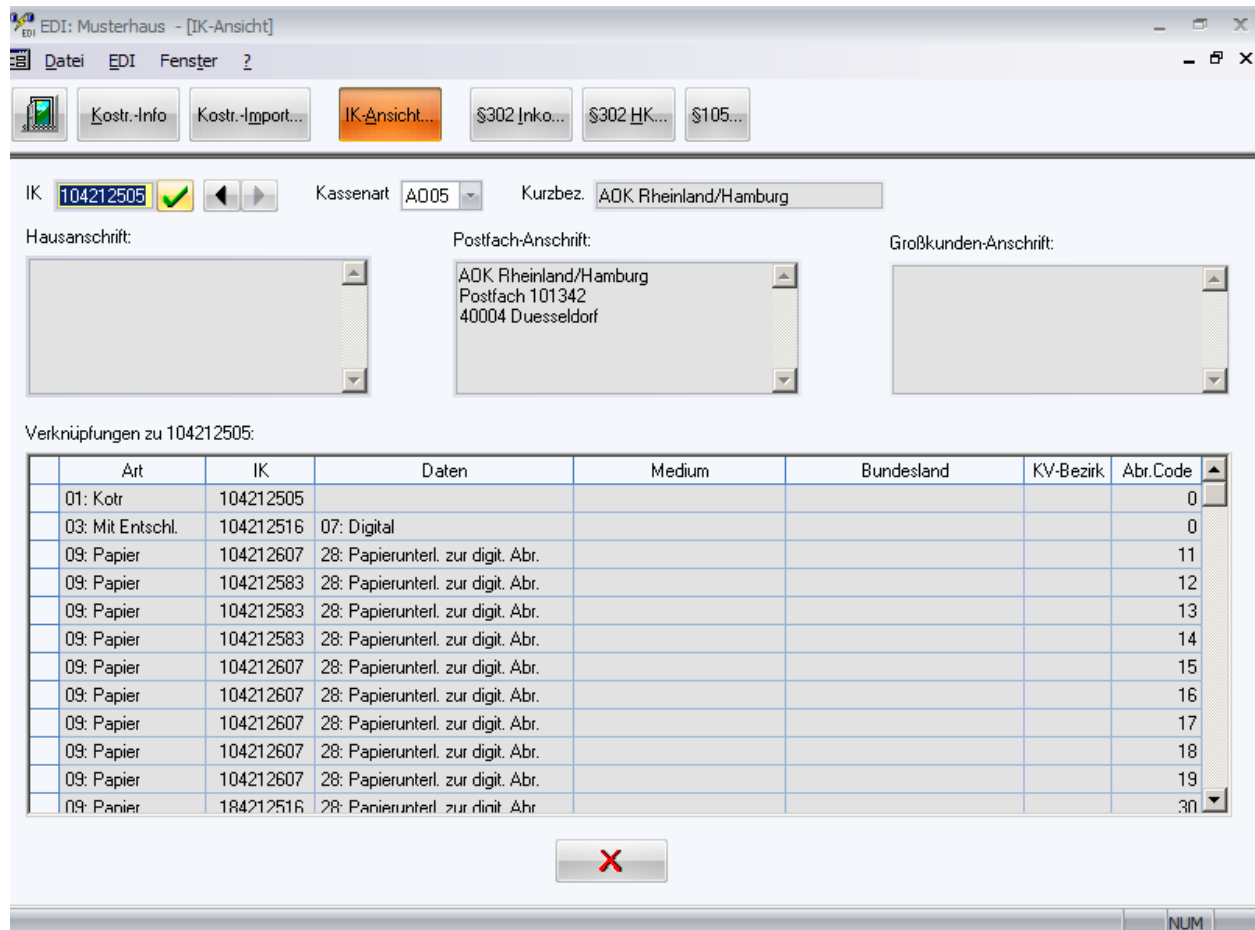 EDI: Musterhaus - [IK-Ansicht]
Datei EDI Fenster ?
Kostr.-Info Kostr.-Import... IK-Ansicht... §302 Inko... §302 HK... §105...
IK 104212505 Kassenart AO05 Kurzbez. AOK Rheinland/Hamburg
Hausanschrift: Postfach-Anschrift: Großkunden-Anschrift:
AOK Rheinland/Hamburg
Postfach 101342
40004 Duesseldorf
Verknüpfungen zu 104212505:
Art IK Daten Medium Bundesland KV-Bezirk Abr.Code
01: Kotr 104212505 0
03: Mit Entschl. 104212516 07: Digital 0
09: Papier 104212607 28: Papierunterl. zur digit. Abr. 11
09: Papier 104212583 28: Papierunterl. zur digit. Abr. 12
09: Papier 104212583 28: Papierunterl. zur digit. Abr. 13
09: Papier 104212583 28: Papierunterl. zur digit. Abr. 14
09: Papier 104212607 28: Papierunterl. zur digit. Abr. 15
09: Papier 104212607 28: Papierunterl. zur digit. Abr. 16
09: Papier 104212607 28: Papierunterl. zur digit. Abr. 17
09: Papier 104212607 28: Papierunterl. zur digit. Abr. 18
09: Papier 104212607 28: Papierunterl. zur digit. Abr. 19
09: Papier 184212516 28: Papierunterl. zur digit. Abr. 30
NUM